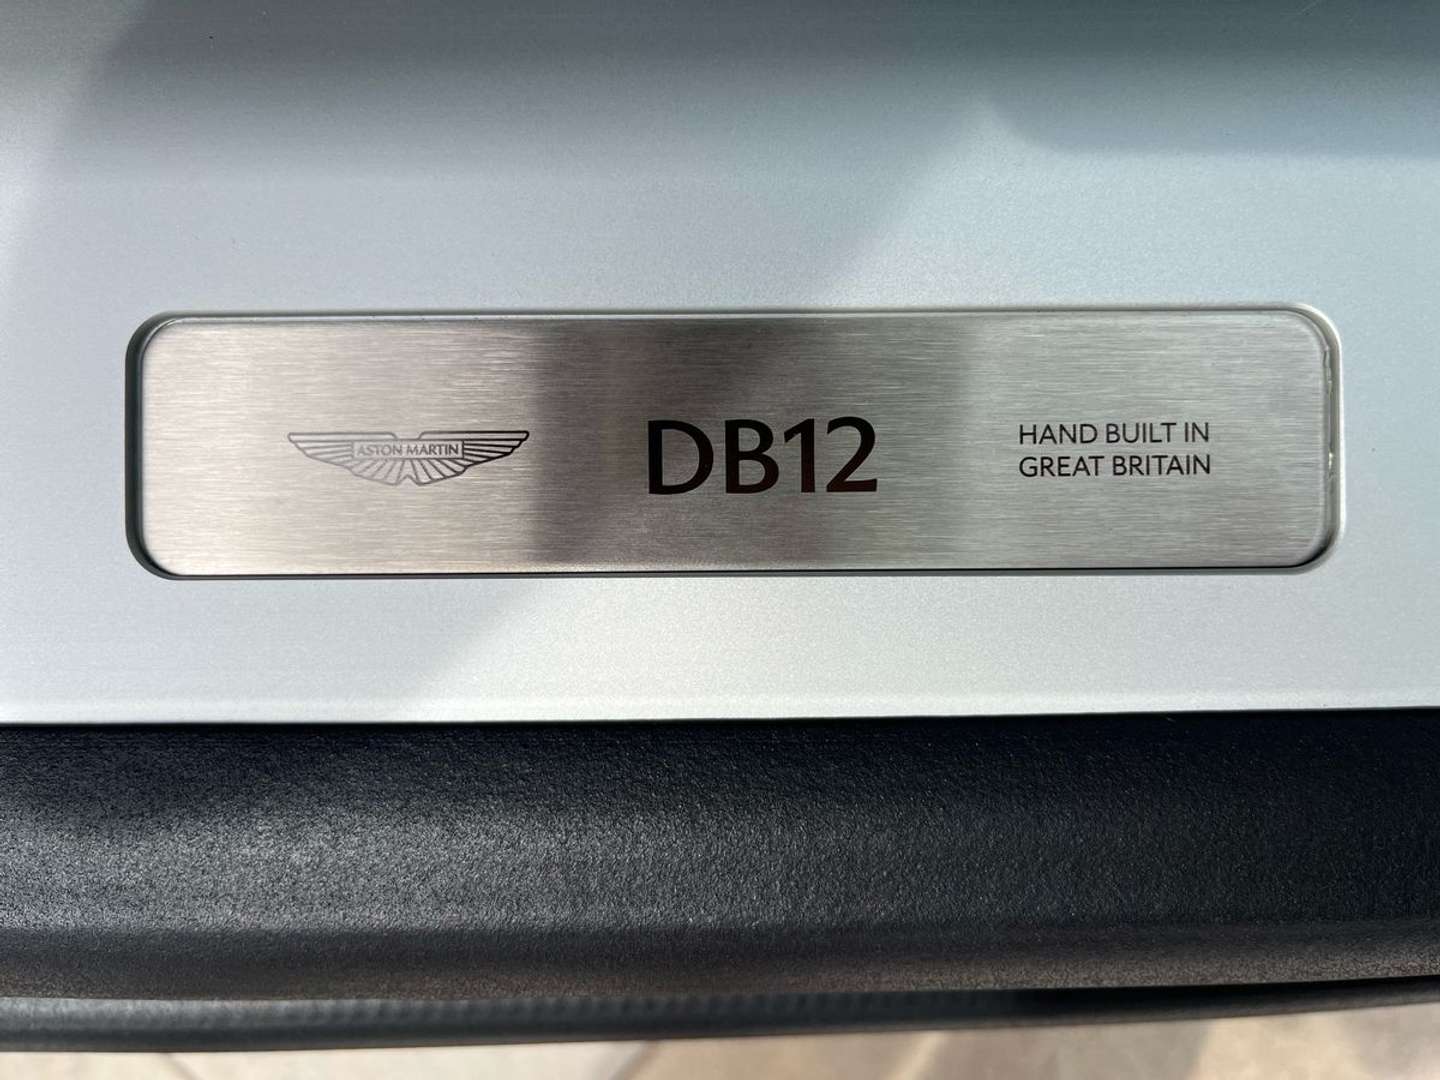 ASTON MARTIN
DB12
HAND BUILT IN
GREAT BRITAIN